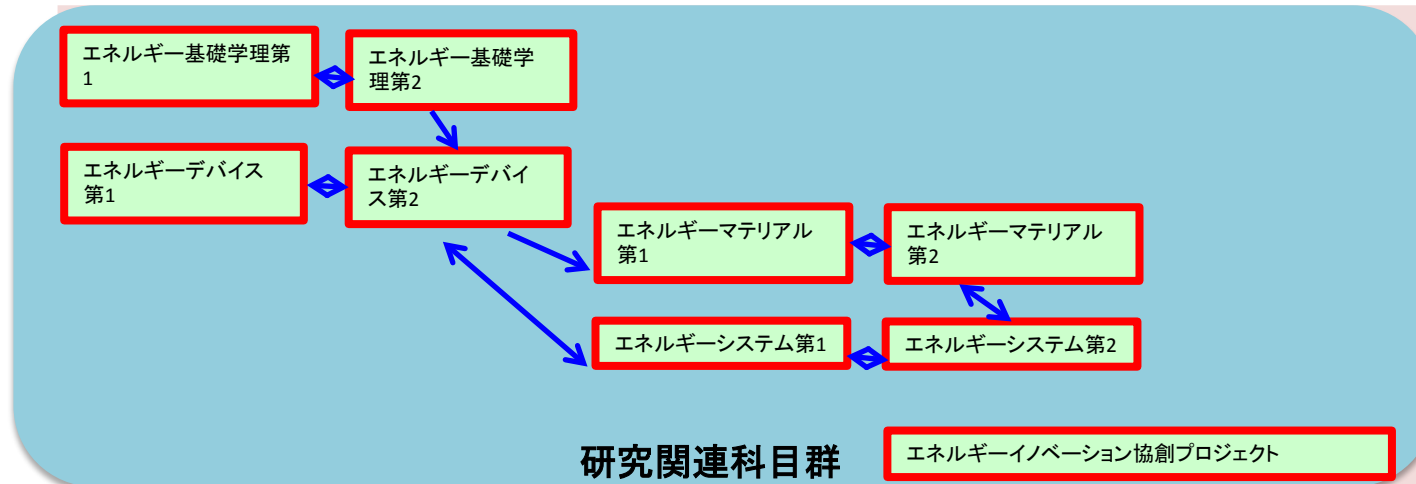 エネルギー基礎学理第
1
エネルギー基礎学
理第2
エネルギーデバイス
第1
エネルギーデバイ
ス第2
エネルギーマテリアル
第1
エネルギーマテリアル
第2
エネルギーシステム第1
エネルギーシステム第2
研究関連科目群
エネルギーイノベーション協創プロジェクト